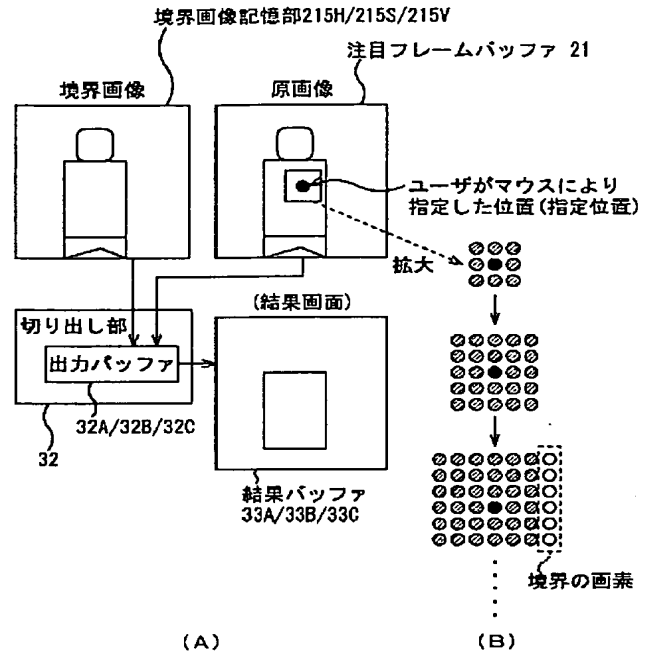 境界画像記憶部215H/215S/215V
注目フレームバッファ 21
境界画像
原画像
ユーザがマウスにより
指定した位置(指定位置)
拡大
(結果画面)
切り出し部
出力バッファ
32A/32B/32C
32
結果バッファ
33A/33B/33C
境界の画素
(A)
(B)